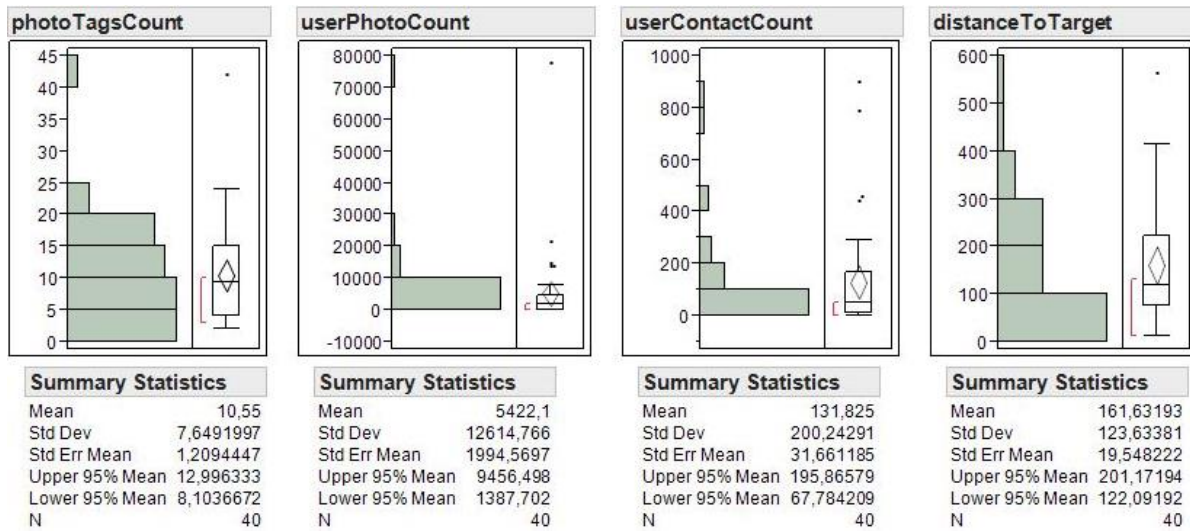 photoTagsCount
45
40
35
30
25
20
15
10
5
0
Summary Statistics
Mean 10,55
Std Dev 7,6491997
Std Err Mean 1,2094447
Upper 95% Mean 12,996333
Lower 95% Mean 8,1036672
N 40
userPhotoCount
80000
70000
60000
50000
40000
30000
20000
10000
0
-10000
Summary Statistics
Mean 5422,1
Std Dev 12614,766
Std Err Mean 1994,5697
Upper 95% Mean 9456,498
Lower 95% Mean 1387,702
N 40
userContactCount
1000
800
600
400
200
0
Summary Statistics
Mean 131,825
Std Dev 200,24291
Std Err Mean 31,661185
Upper 95% Mean 195,86579
Lower 95% Mean 67,784209
N 40
distanceToTarget
600
500
400
300
200
100
0
Summary Statistics
Mean 161,63193
Std Dev 123,63381
Std Err Mean 19,548222
Upper 95% Mean 201,17194
Lower 95% Mean 122,09192
N 40